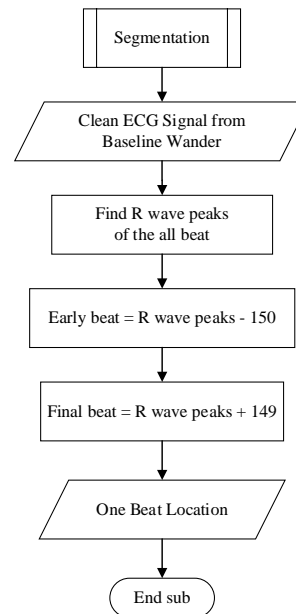 Segmentation
Clean ECG Signal from
Baseline Wander
Find R wave peaks
of the all beat
Early beat = R wave peaks - 150
Final beat = R wave peaks + 149
One Beat Location
End sub